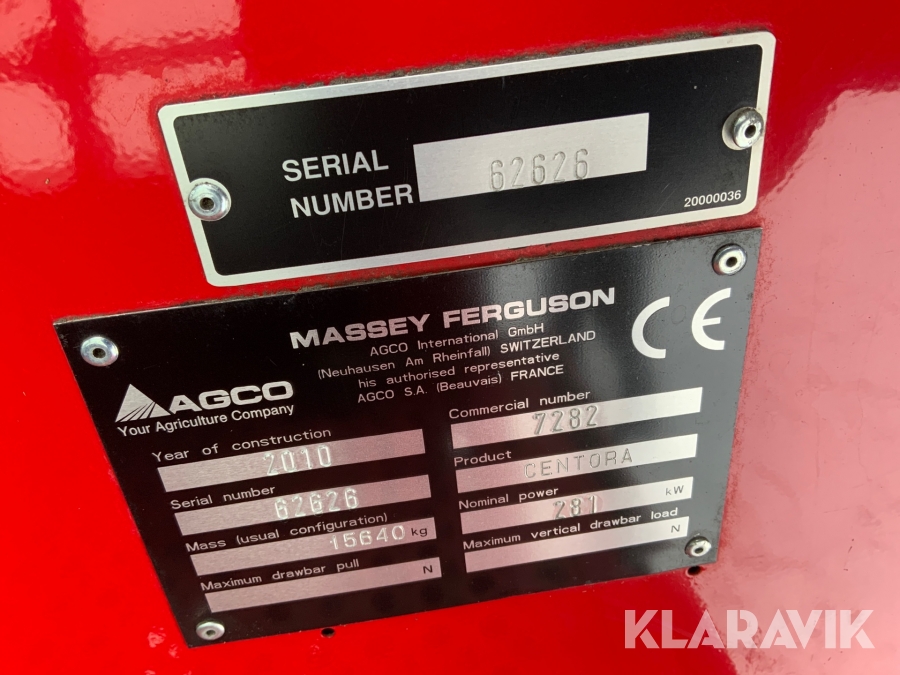 SERIAL
NUMBER
62626
20000036
MASSEY FERGUSON
AGCO International GmbH
(Neuhausen Am Rheinfall) SWITZERLAND
his authorised representative
AGCO S.A. (Beauvais) FRANCE
CE
AGCO
Your Agriculture Company
Year of construction
2010
Serial number
62626
Mass (usual configuration)
15640 kg
Maximum drawbar pull
N
Commercial number
7282
Product
CENTORA
Nominal power
281 kW
Maximum vertical drawbar load
N
KLARAVIK